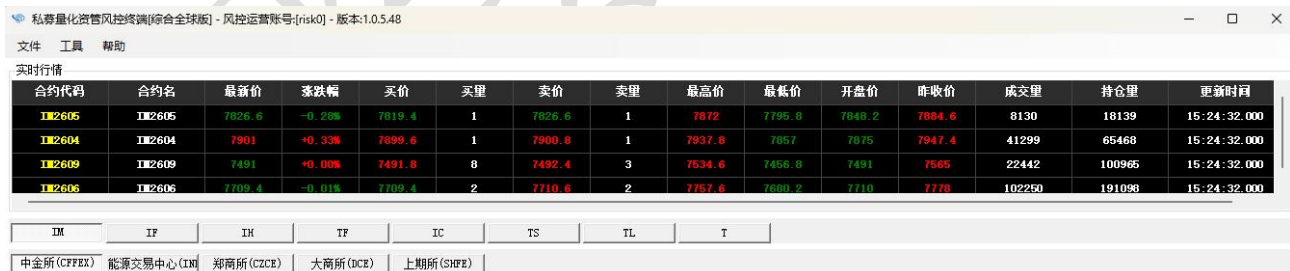 私募量化资管风控终端[综合全球版] - 风控运营账号:[risk0] - 版本:1.0.5.48
文件 工具 帮助
实时行情
合约代码 合约名 最新价 涨跌幅 买价 买量 卖价 卖量 最高价 最低价 开盘价 昨收价 成交量 持仓量 更新时间
IM2605 IM2605 7826.6 -0.28% 7819.4 1 7826.6 1 7872 7795.8 7848.2 7884.6 8130 18139 15:24:32.000
IM2604 IM2604 7901 +0.33% 7899.6 1 7900.8 1 7937.8 7857 7875 7947.4 41299 65468 15:24:32.000
IM2609 IM2609 7491 +0.00% 7491.8 8 7492.4 3 7534.6 7456.8 7491 7565 22442 100965 15:24:32.000
IM2606 IM2606 7709.4 -0.01% 7709.4 2 7710.6 2 7757.6 7680.2 7710 7778 102250 191098 15:24:32.000
IM IF IH TF IC TS TL T
中金所(CFFEX) 能源交易中心(INE 郑商所(CZCE) 大商所(DCE) 上期所(SHFE)